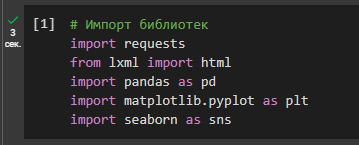 [1] # Импорт библиотек
3 import requests
сек. from lxml import html
import pandas as pd
import matplotlib.pyplot as plt
import seaborn as sns